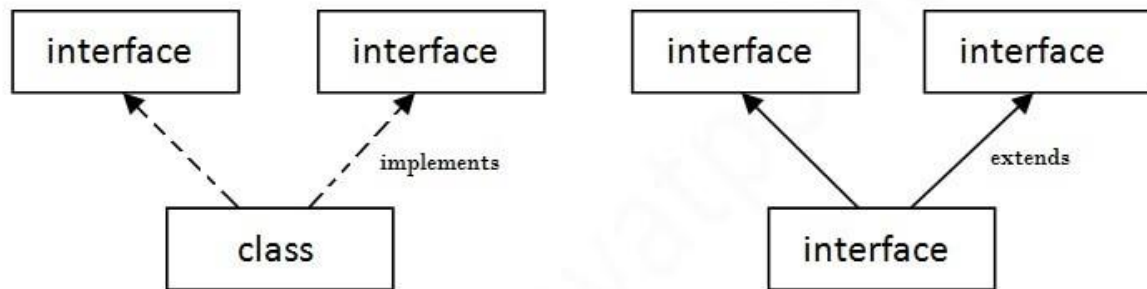 interface
interface
interface
interface
implements
extends
class
interface